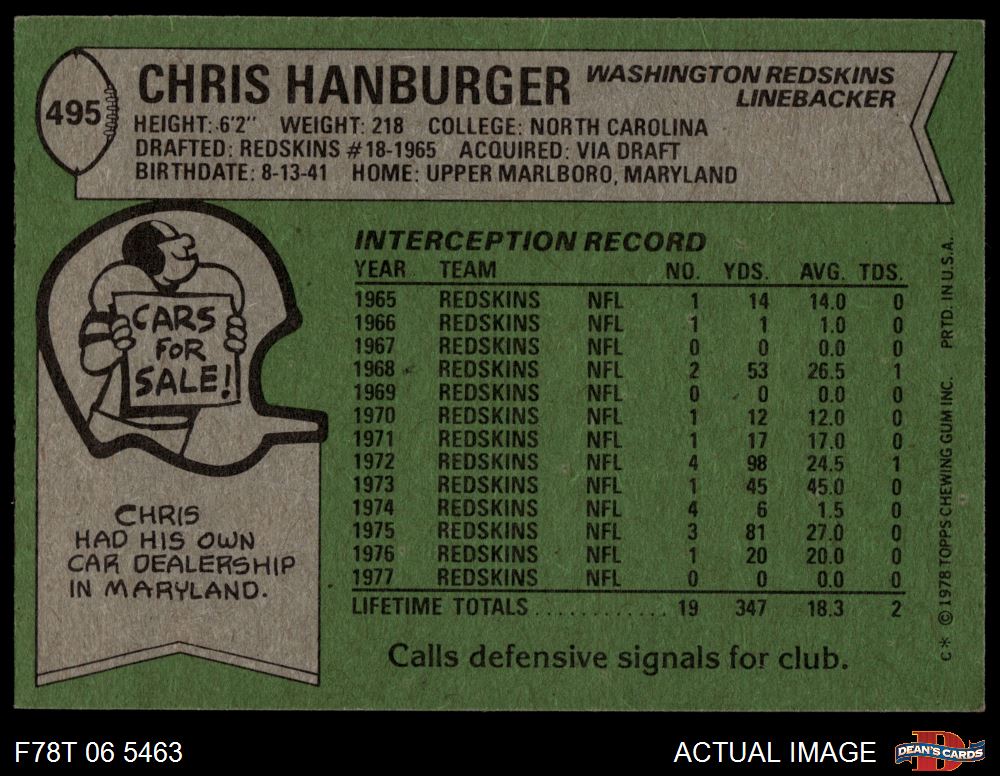 495
CHRIS HANBURGER
WASHINGTON REDSKINS
LINEBACKER
HEIGHT: 6'2" WEIGHT: 218 COLLEGE: NORTH CAROLINA
DRAFTED: REDSKINS #18-1965 ACQUIRED: VIA DRAFT
BIRTHDATE: 8-13-41 HOME: UPPER MARLBORO, MARYLAND
CARS
FOR
SALE!
CHRIS
HAD HIS OWN
CAR DEALERSHIP
IN MARYLAND.
INTERCEPTION RECORD
YEAR TEAM NO. YDS. AVG. TDS.
1965 REDSKINS NFL 1 14 14.0 0
1966 REDSKINS NFL 1 1 1.0 0
1967 REDSKINS NFL 0 0 0.0 0
1968 REDSKINS NFL 2 53 26.5 1
1969 REDSKINS NFL 0 0 0.0 0
1970 REDSKINS NFL 1 12 12.0 0
1971 REDSKINS NFL 1 17 17.0 0
1972 REDSKINS NFL 4 98 24.5 1
1973 REDSKINS NFL 1 45 45.0 0
1974 REDSKINS NFL 4 6 1.5 0
1975 REDSKINS NFL 3 81 27.0 0
1976 REDSKINS NFL 1 20 20.0 0
1977 REDSKINS NFL 0 0 0.0 0
LIFETIME TOTALS............ 19 347 18.3 2
Calls defensive signals for club.
C* © 1978 TOPPS CHEWING GUM INC. PRTD. IN U.S.A.
F78T 06 5463
ACTUAL IMAGE
DEAN'S CARDS